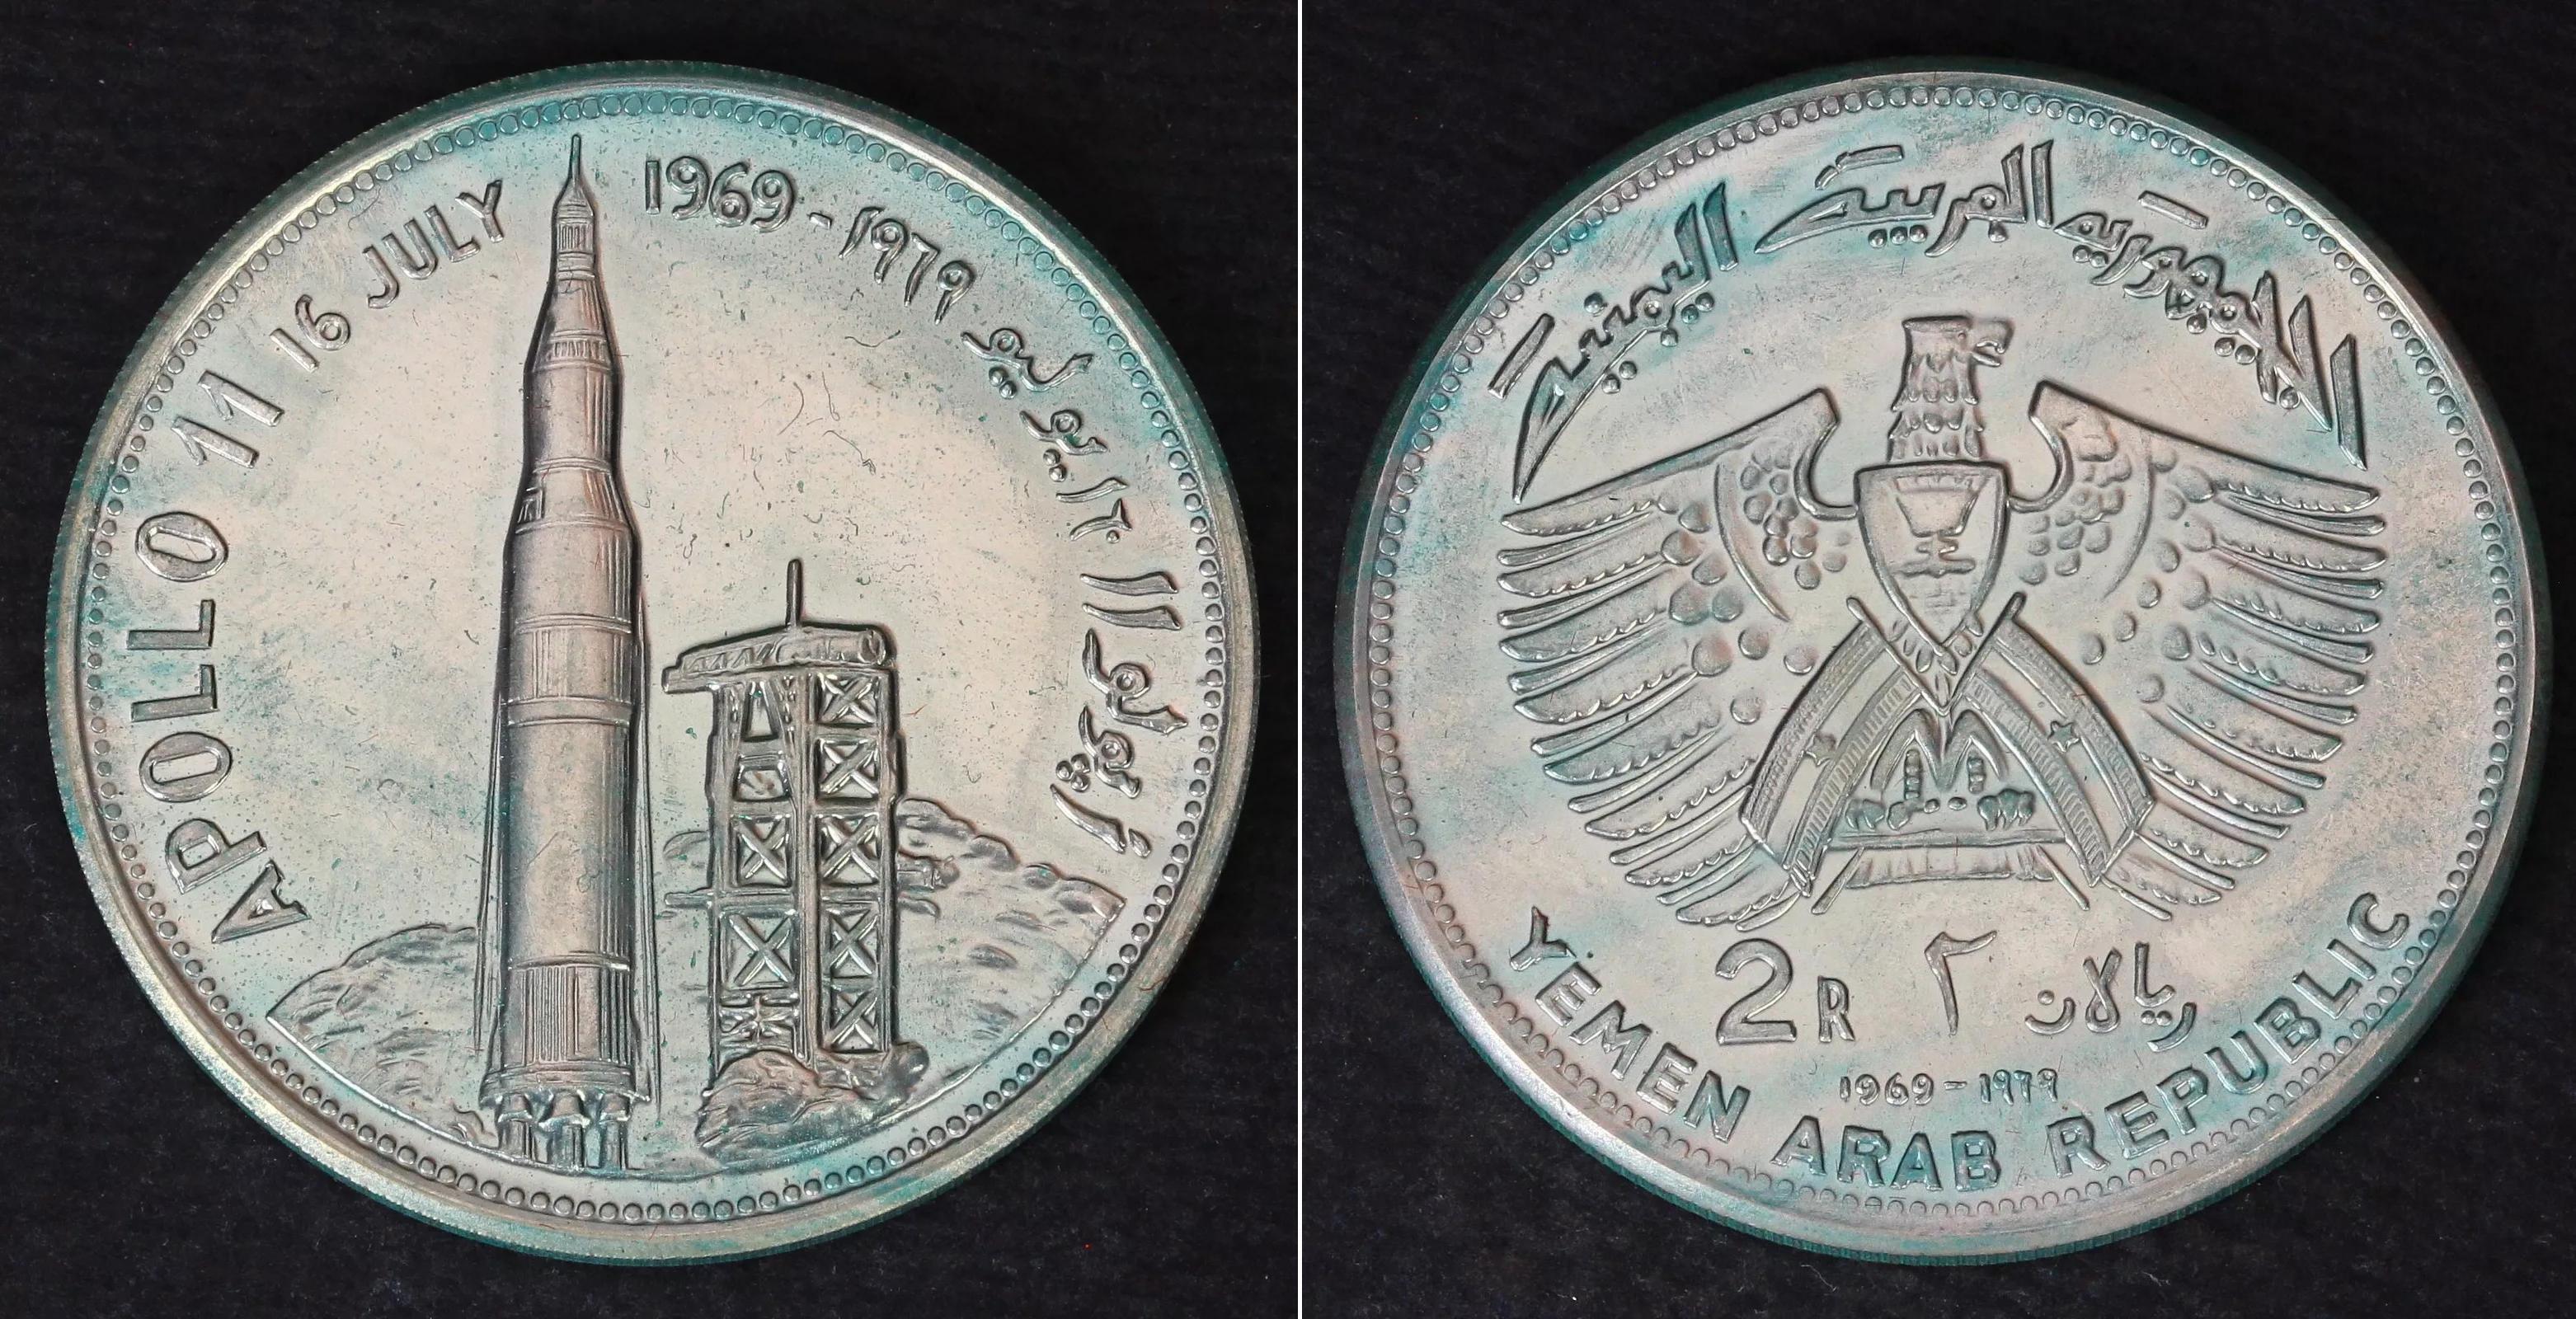 APOLLO 11 16 JULY 1969 - ١٩٦٩
اپولو ١١ ١٦ يوليو
الجمهورية العربية اليمنية
2 R ٢ ريالان
1969 - ١٩٦٩
YEMEN ARAB REPUBLIC